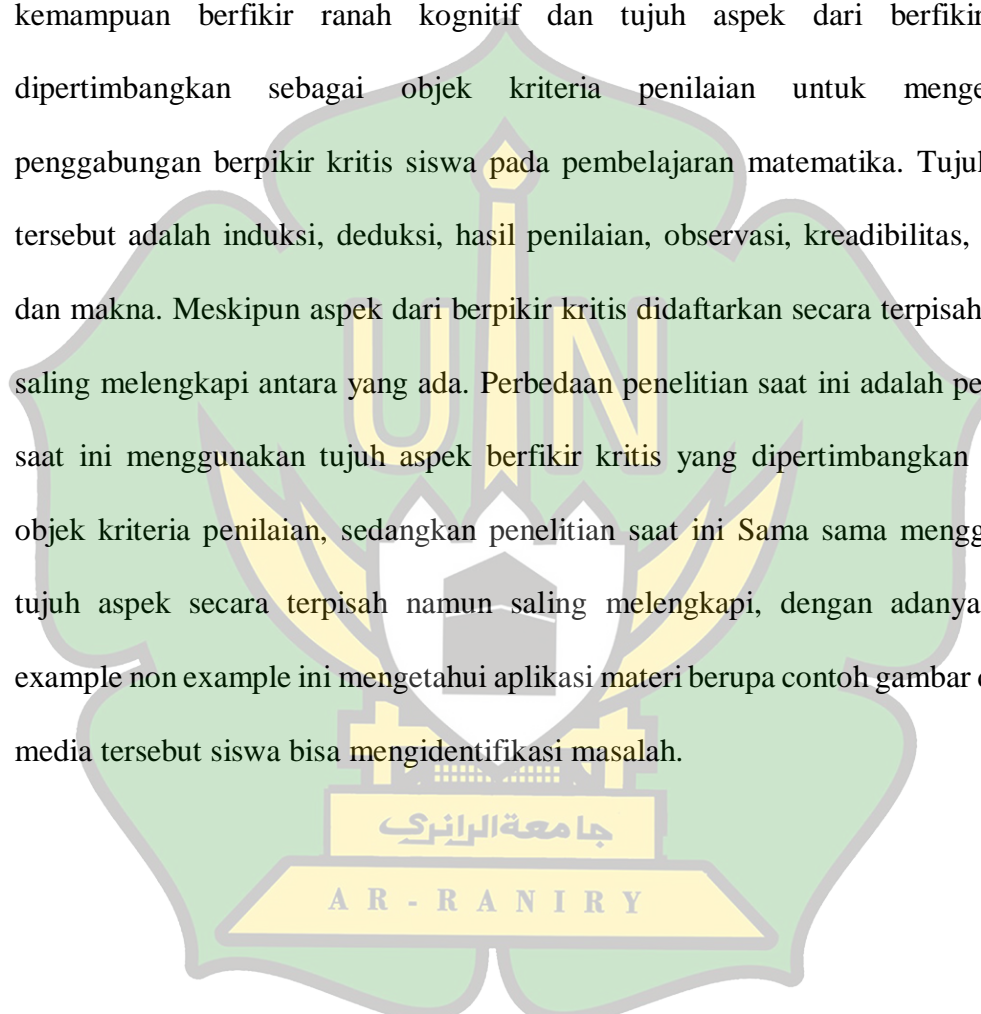 kemampuan berfikir ranah kognitif dan tujuh aspek dari berfikir
dipertimbangkan sebagai objek kriteria penilaian untuk menge
penggabungan berpikir kritis siswa pada pembelajaran matematika. Tujul
tersebut adalah induksi, deduksi, hasil penilaian, observasi, kreadibilitas,
dan makna. Meskipun aspek dari berpikir kritis didaftarkan secara terpisah
saling melengkapi antara yang ada. Perbedaan penelitian saat ini adalah pe
saat ini menggunakan tujuh aspek berfikir kritis yang dipertimbangkan
objek kriteria penilaian, sedangkan penelitian saat ini Sama sama mengg
tujuh aspek secara terpisah namun saling melengkapi, dengan adanya
example non example ini mengetahui aplikasi materi berupa contoh gambar
media tersebut siswa bisa mengidentifikasi masalah.
UIN
جامعةالرانري
AR-RANIRY